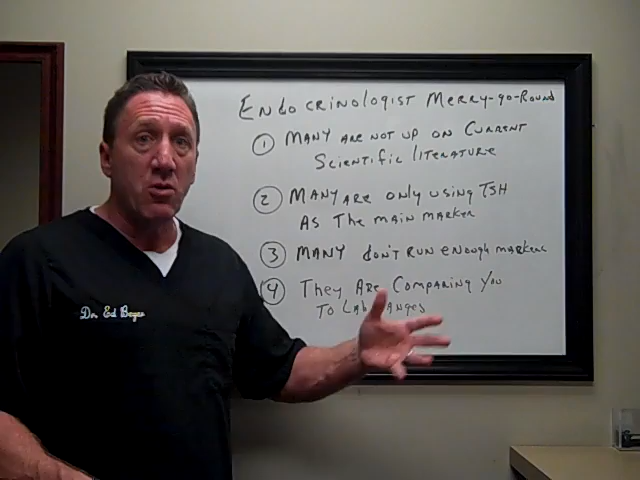 Endocrinologist Merry-go-Round
① Many are not up on Current
Scientific literature
② Many are only using TSH
As The main marker
③ Many don't run enough markers
④ They Are Comparing You
To Lab Ranges
Dr. Ed Beyer